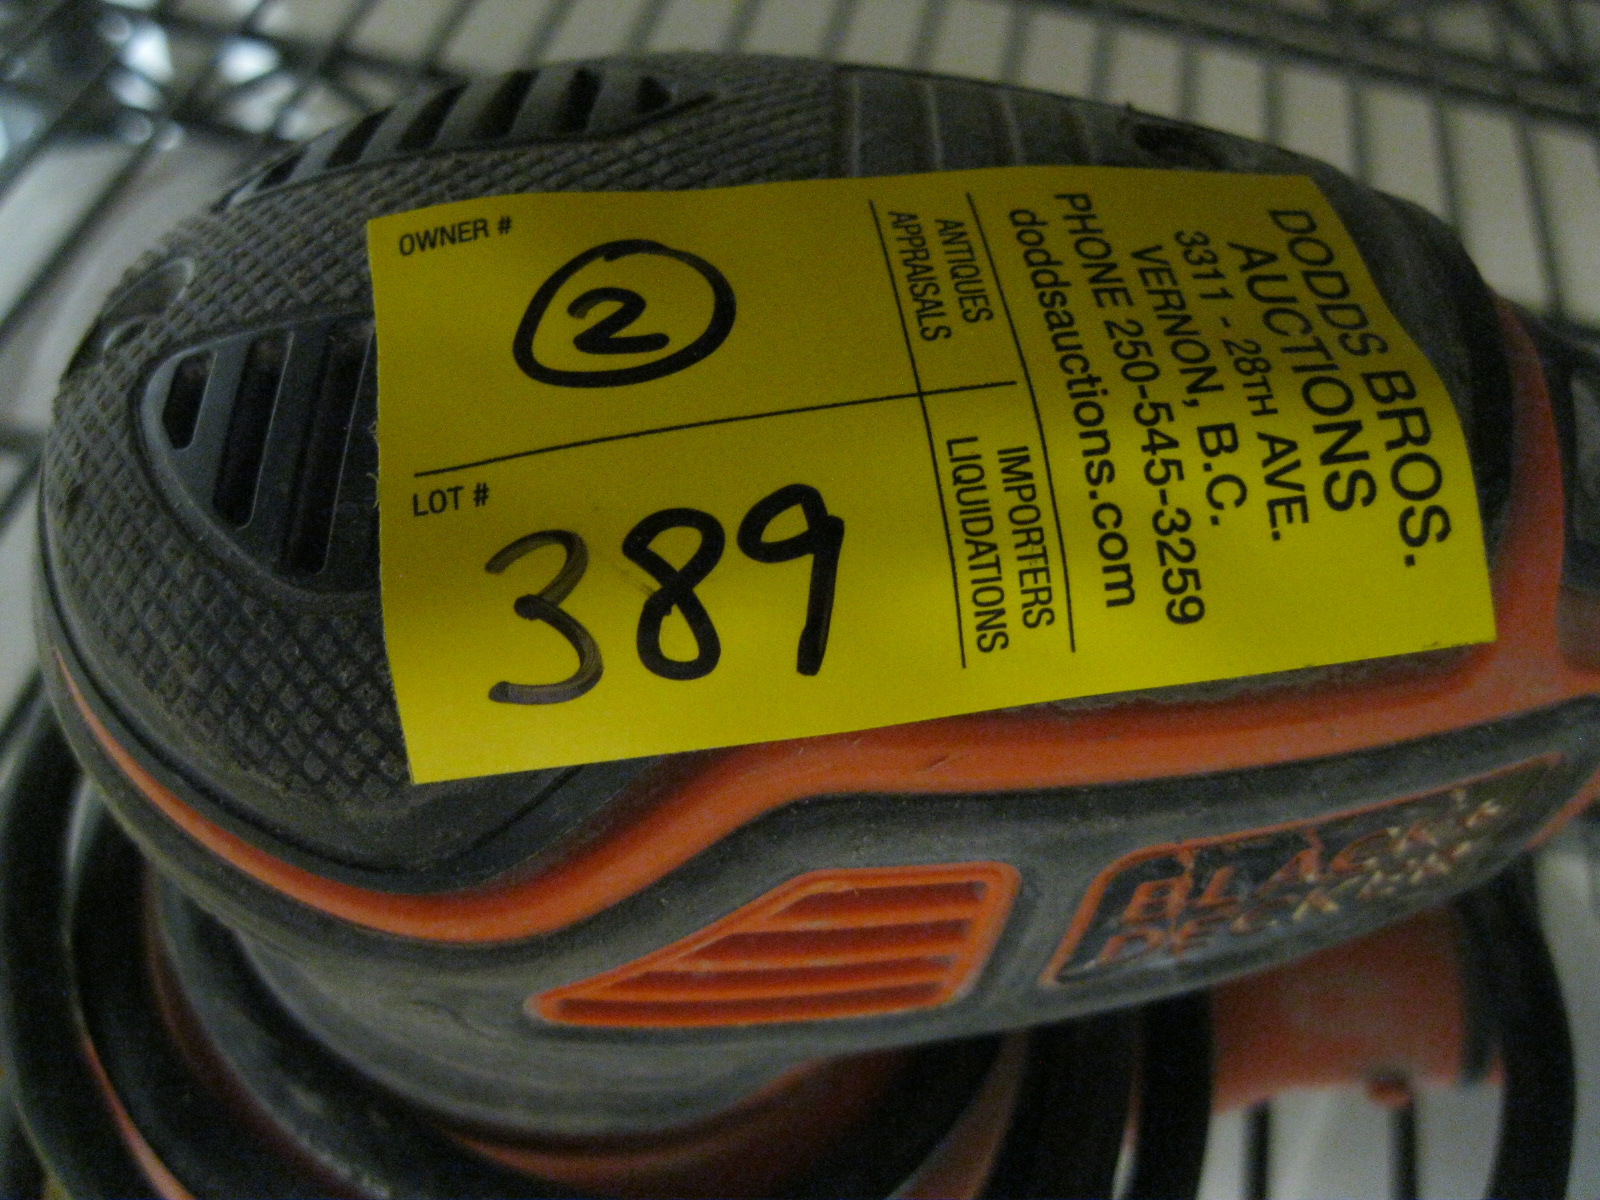 OWNER #
2
LOT #
389
ANTIQUES
APPRAISALS
IMPORTERS
LIQUIDATIONS
DODDS BROS.
AUCTIONS
3311 - 28TH AVE.
VERNON, B.C.
PHONE 250-545-3259
doddsauctions.com
BLACK &
DECKER